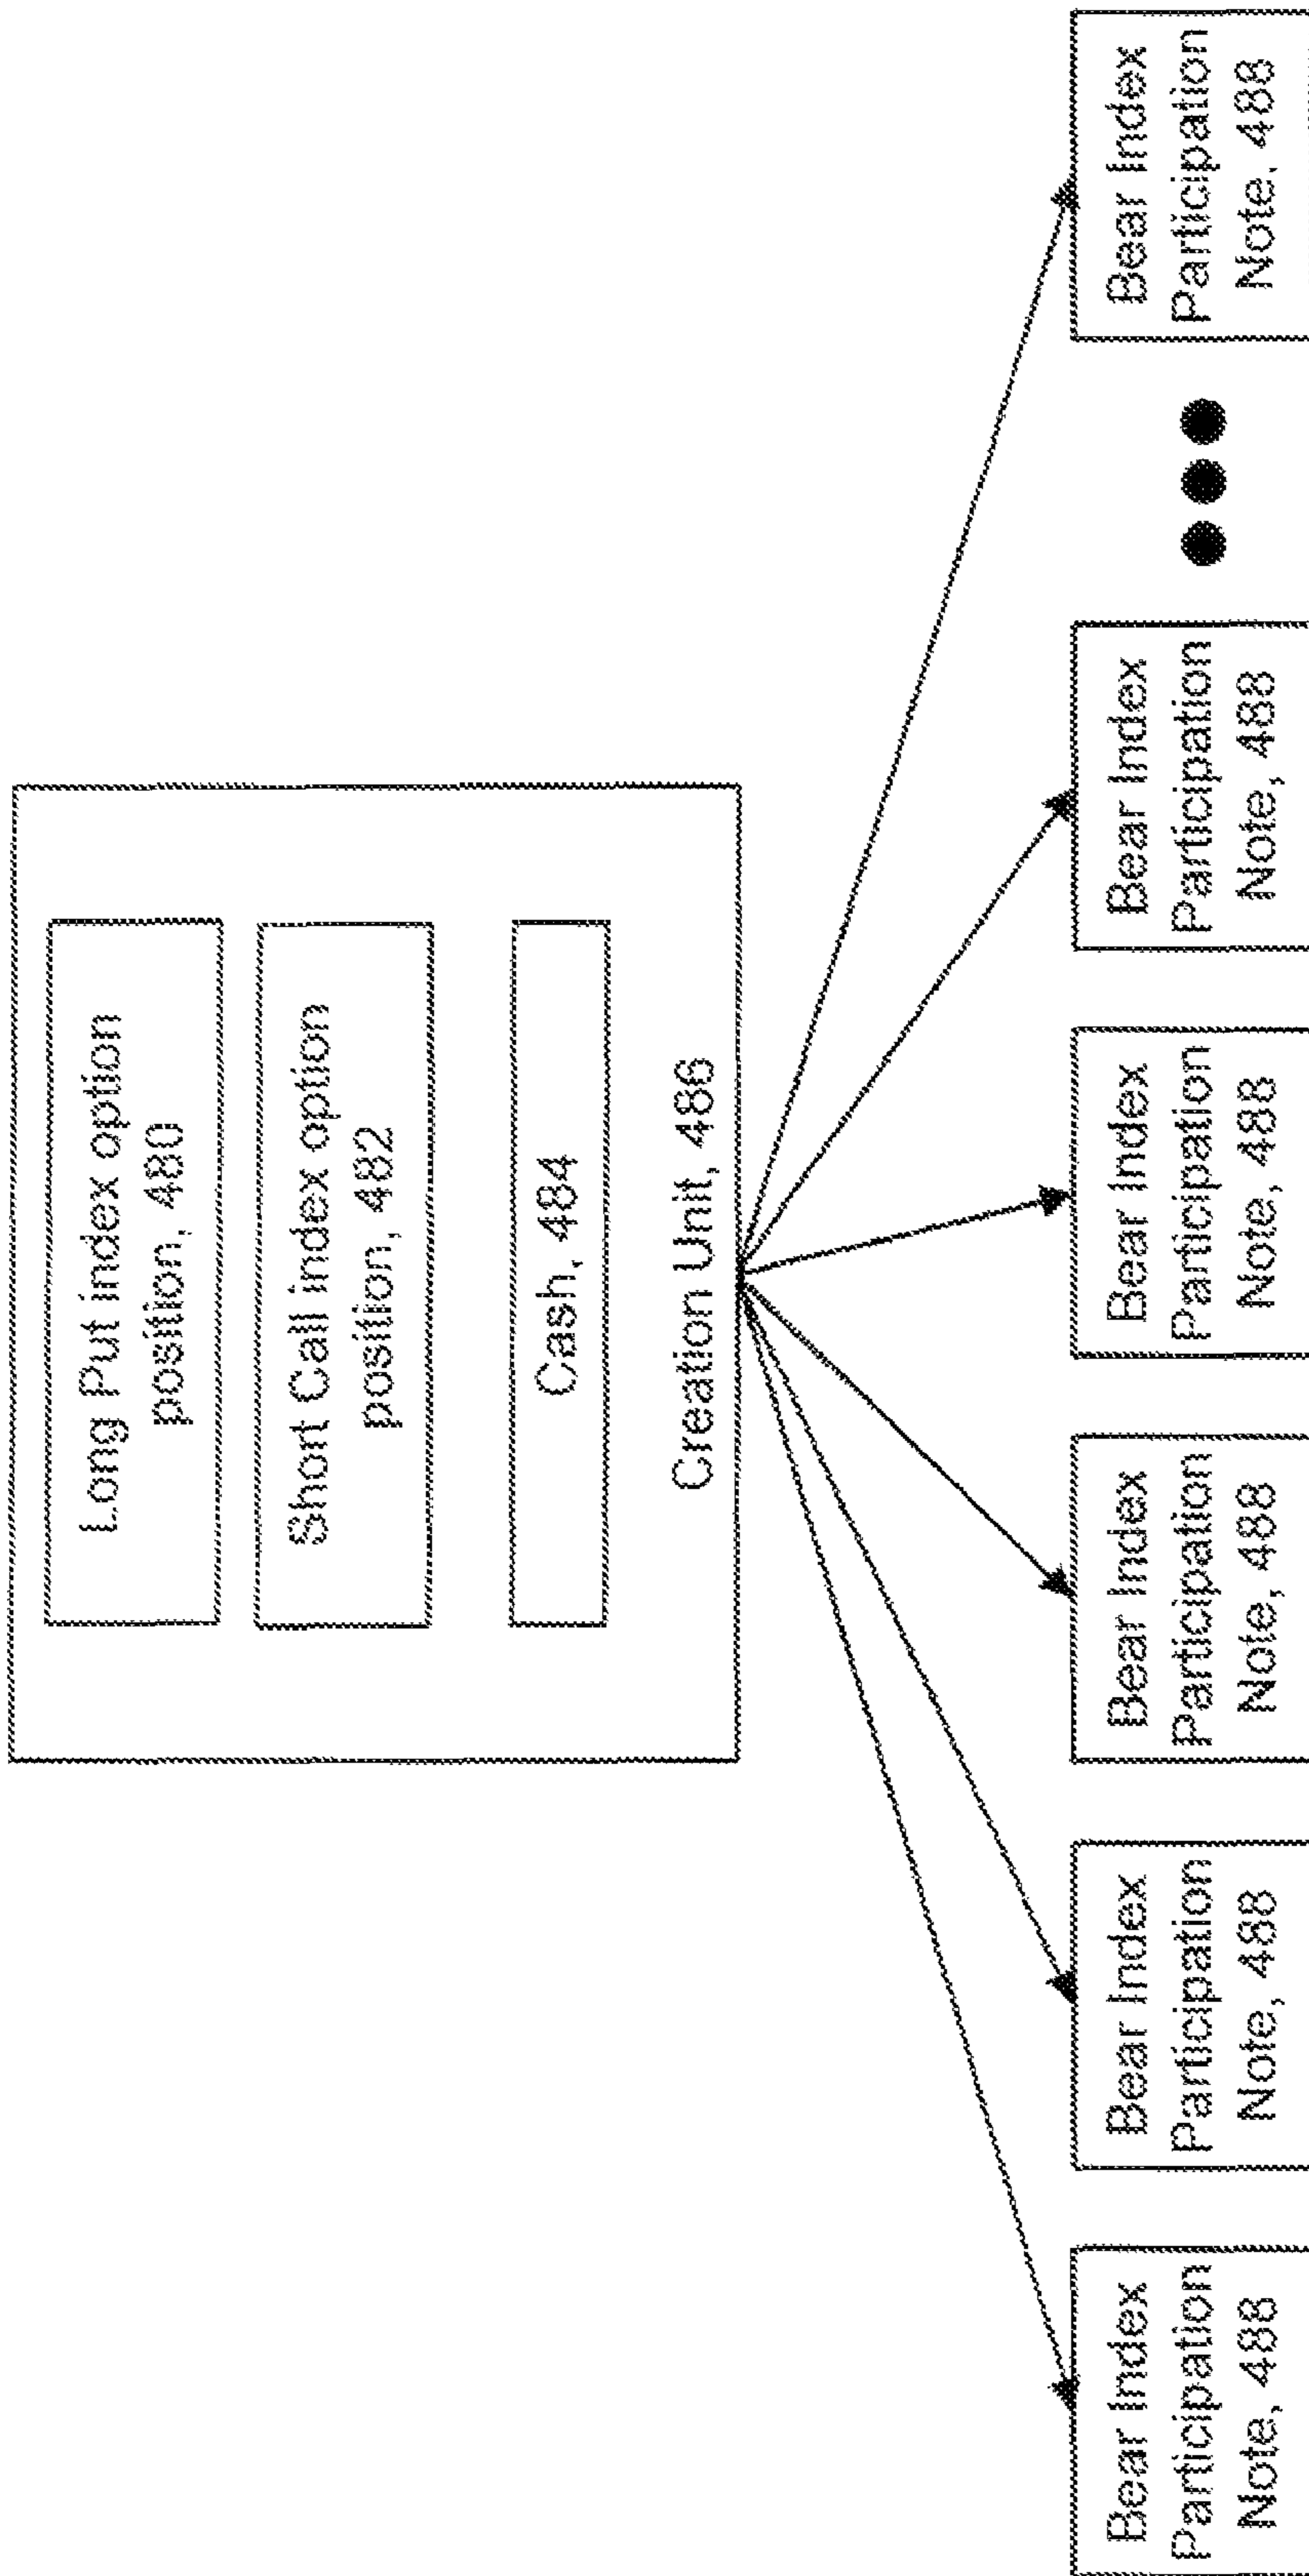 Long Put index option
position, 480
Short Call index option
position, 482
Cash, 484
Creation Unit, 486
Bear Index
Participation
Note, 488
Bear Index
Participation
Note, 488
Bear Index
Participation
Note, 488
Bear Index
Participation
Note, 488
Bear Index
Participation
Note, 488
Bear Index
Participation
Note, 488